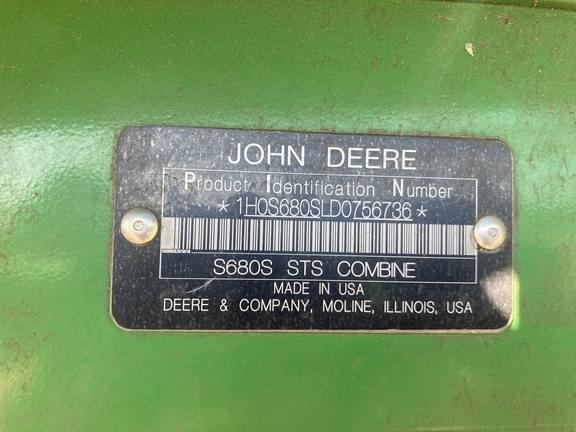 JOHN DEERE
Product Identification Number
*1H0S680SLD0756736*
S680S STS COMBINE
MADE IN USA
DEERE & COMPANY, MOLINE, ILLINOIS, USA